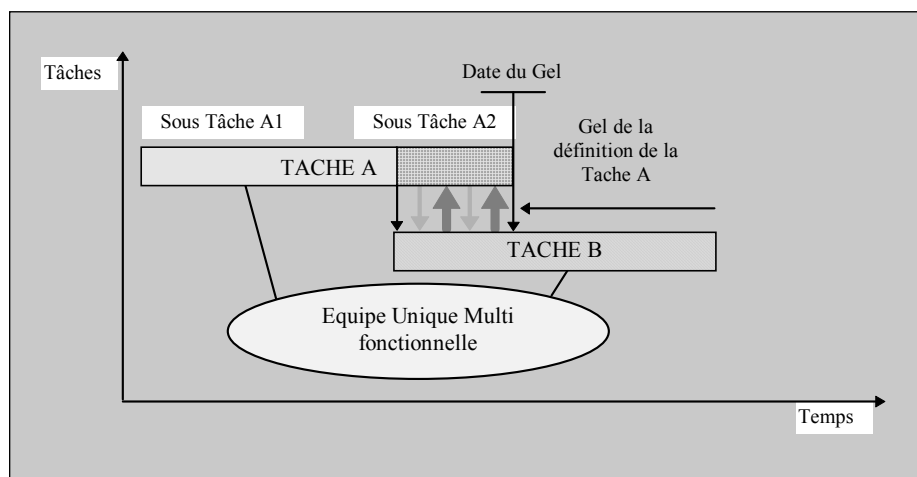 Date du Gel
Tâches
Sous Tâche A1
Sous Tâche A2
Gel de la
définition de la
Tache A
TACHE A
TACHE B
Equipe Unique Multi
fonctionnelle
Temps